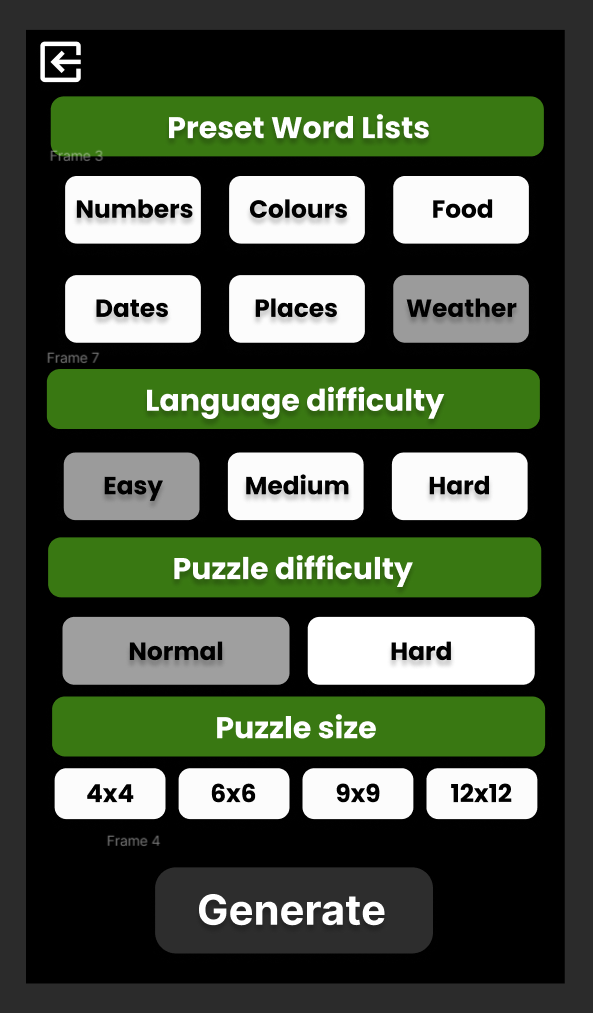 Preset Word Lists
Frame 3
Numbers Colours Food
Dates Places Weather
Frame 7
Language difficulty
Easy Medium Hard
Puzzle difficulty
Normal Hard
Puzzle size
4x4 6x6 9x9 12x12
Frame 4
Generate